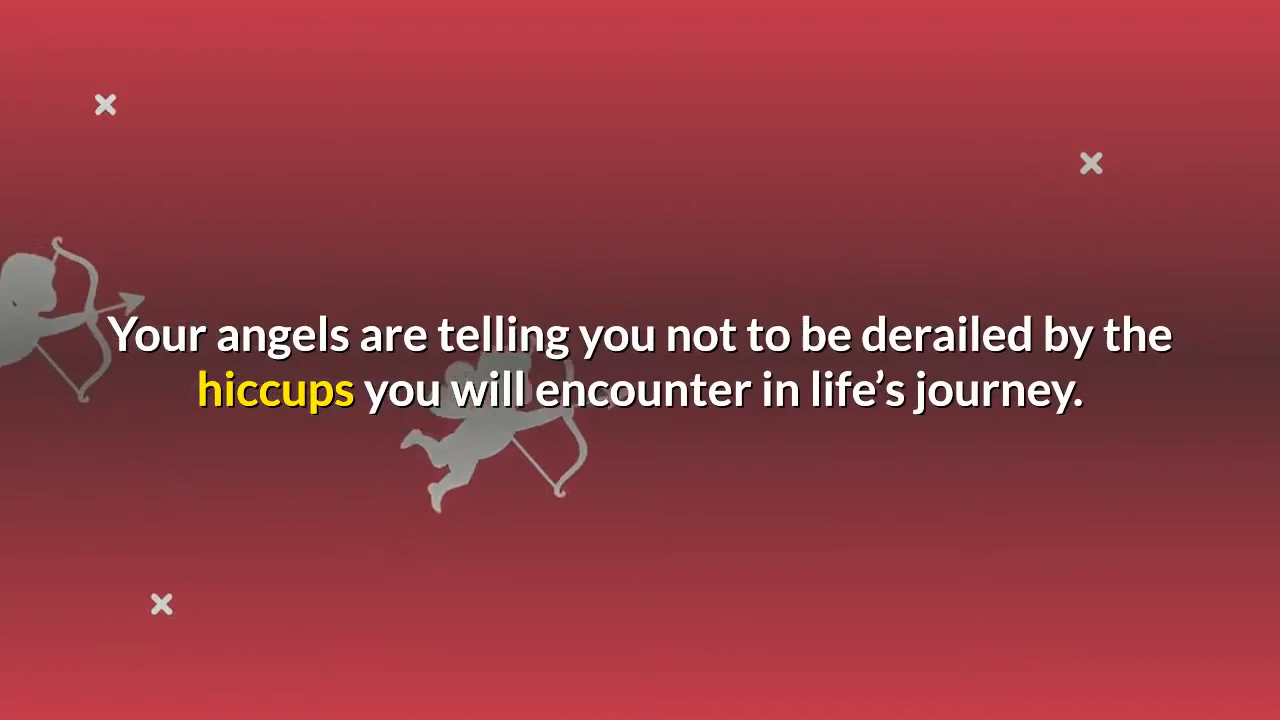 Your angels are telling you not to be derailed by the
hiccups you will encounter in life’s journey.